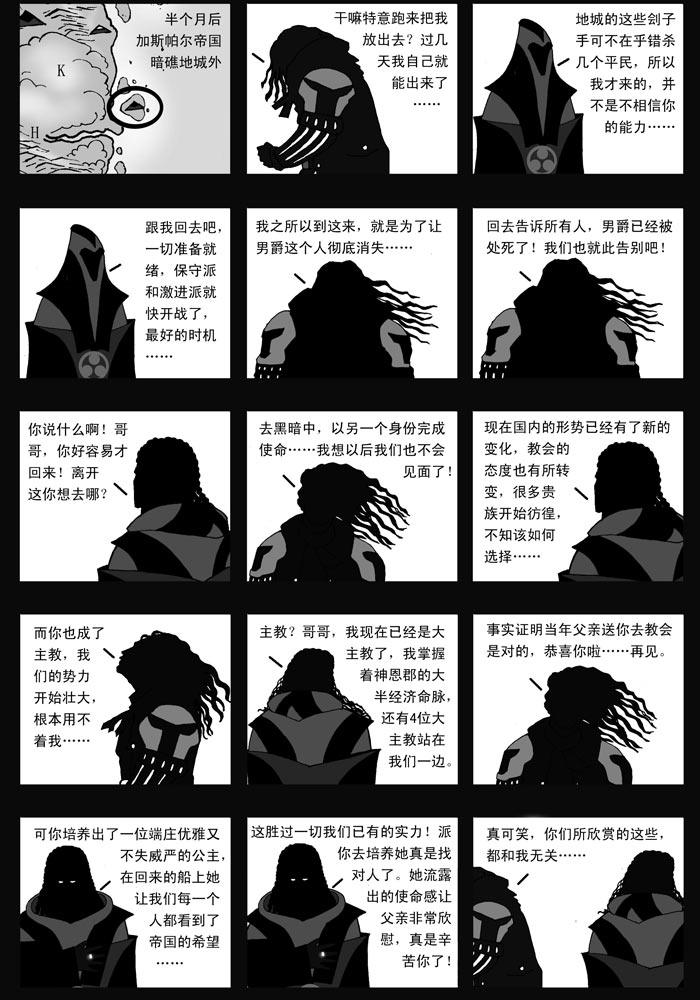 半个月后
加斯帕尔帝国
暗礁地城外
K
H
干嘛特意跑来把我
放出去？过几
天我自己就
能出来了
……
地城的这些刽子
手可不在乎错杀
几个平民，所以
我才来的，并
不是不相信你
的能力……
跟我回去吧，
一切准备就
绪，保守派
和激进派就
快开战了，
最好的时机
……
我之所以到这来，就是为了让
男爵这个人彻底消失……
回去告诉所有人，男爵已经被
处死了！我们也就此告别吧！
你说什么啊！哥
哥，你好容易才
回来！离开
这你想去哪？
去黑暗中，以另一个身份完成
使命……我想以后我们也不会
见面了！
现在国内的形势已经有了新的
变化，教会的
态度也有所转
变，很多贵
族开始彷徨，
不知该如何
选择……
而你也成了
主教，我
们的势力
开始壮大，
根本用不
着我……
主教？哥哥，我现在已经是大
主教了，我掌握
着神恩郡的大
半经济命脉，
还有4位大
主教站在
我们一边。
事实证明当年父亲送你去教会
是对的，恭喜你啦……再见。
可你培养出了一位端庄优雅又
不失威严的公主，
在回来的船上她
让我们每一个
人都看到了
帝国的希望
……
这胜过一切我们已有的实力！派
你去培养她真是找
对人了。她流露
出的使命感让
父亲非常欣
慰，真是辛
苦你了！
真可笑，你们所欣赏的这些，
都和我无关……